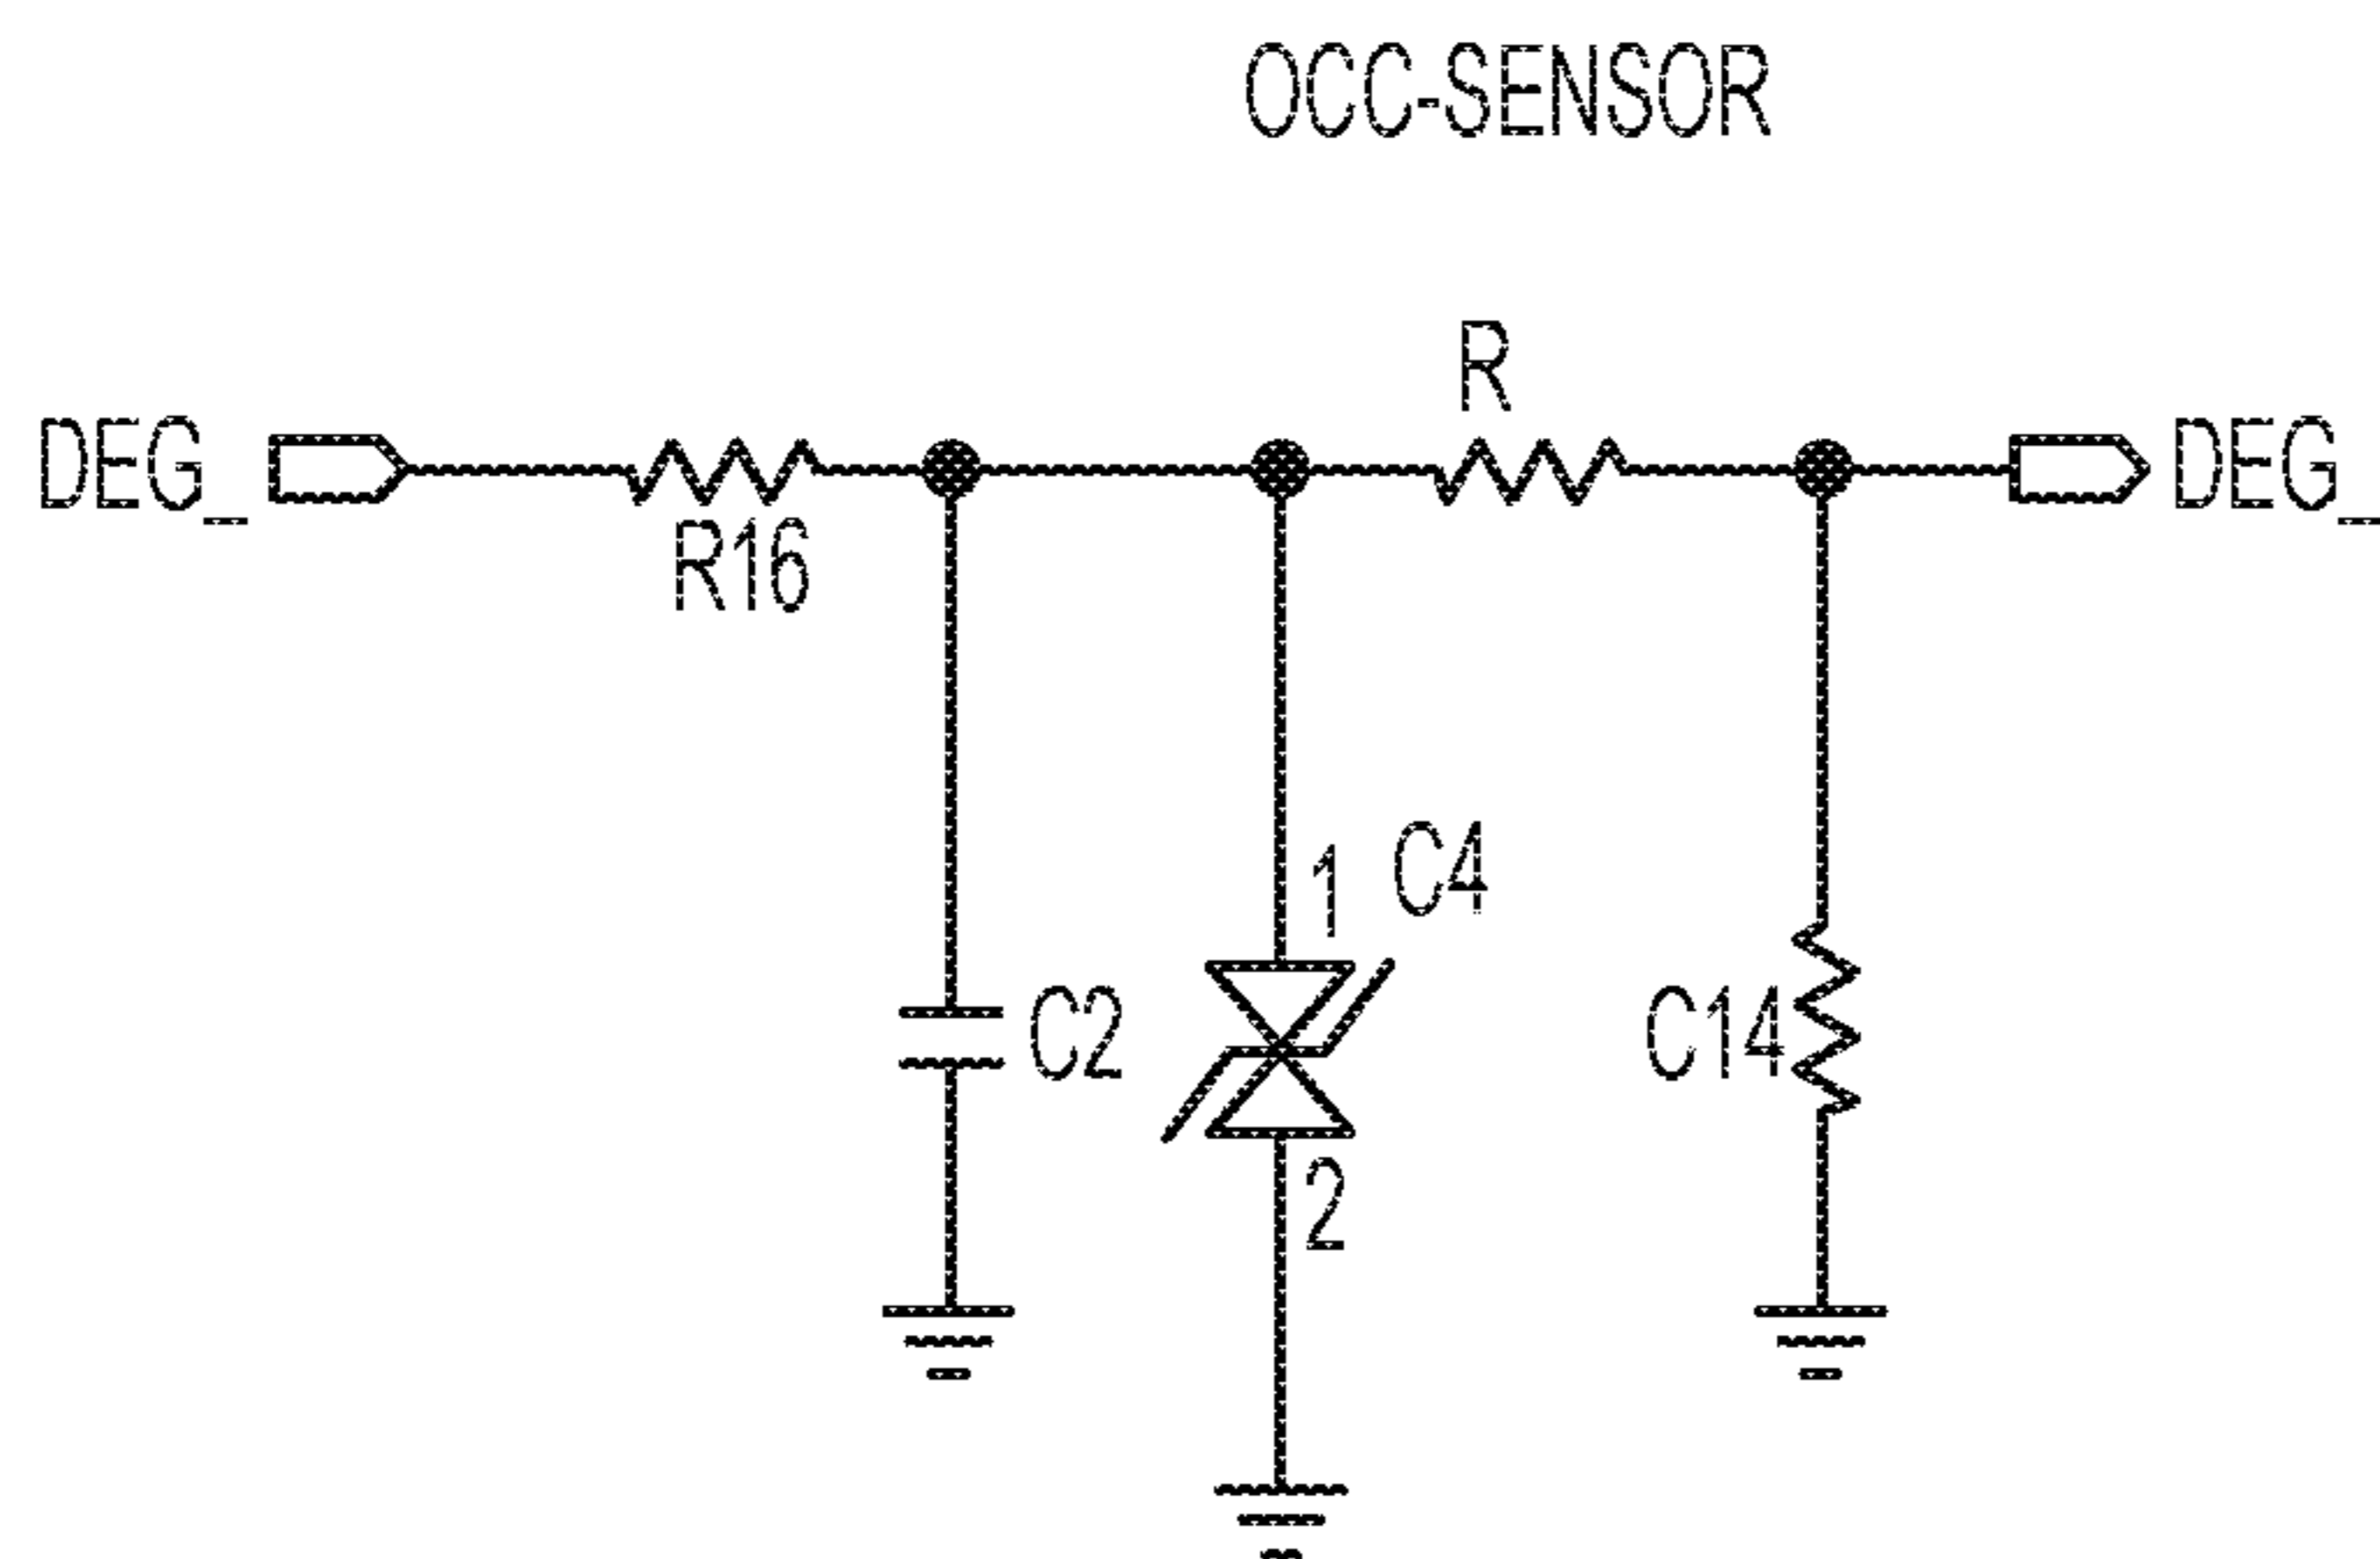 OCC-SENSOR
R
DEG_
DEG_
R16
C4
1
C2
C14
2